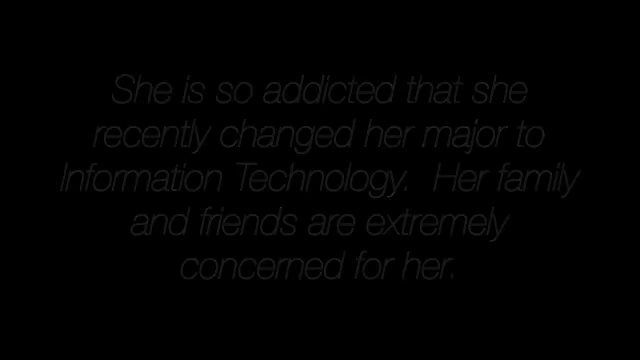 She is so addicted that she
recently changed her major to
Information Technology.  Her family
and friends are extremely
concerned for her.